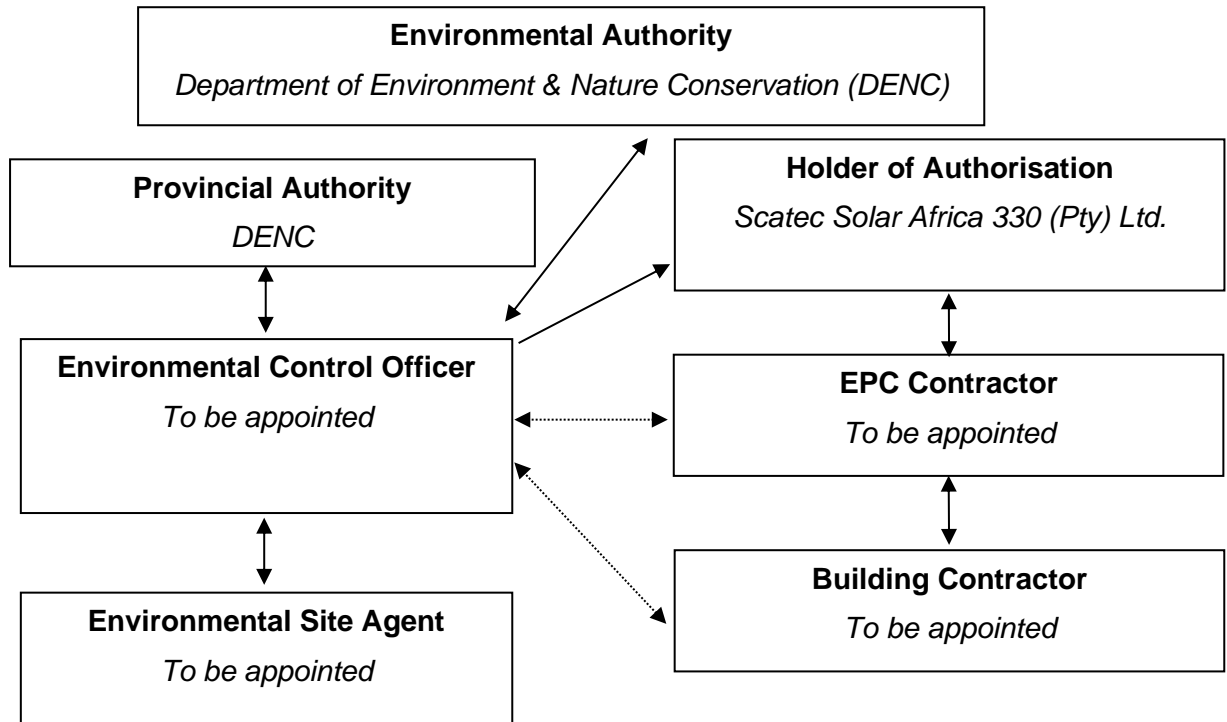 Environmental Authority
Department of Environment & Nature Conservation (DENC)
Provincial Authority
DENC
Holder of Authorisation
Scatec Solar Africa 330 (Pty) Ltd.
Environmental Control Officer
To be appointed
EPC Contractor
To be appointed
Environmental Site Agent
To be appointed
Building Contractor
To be appointed